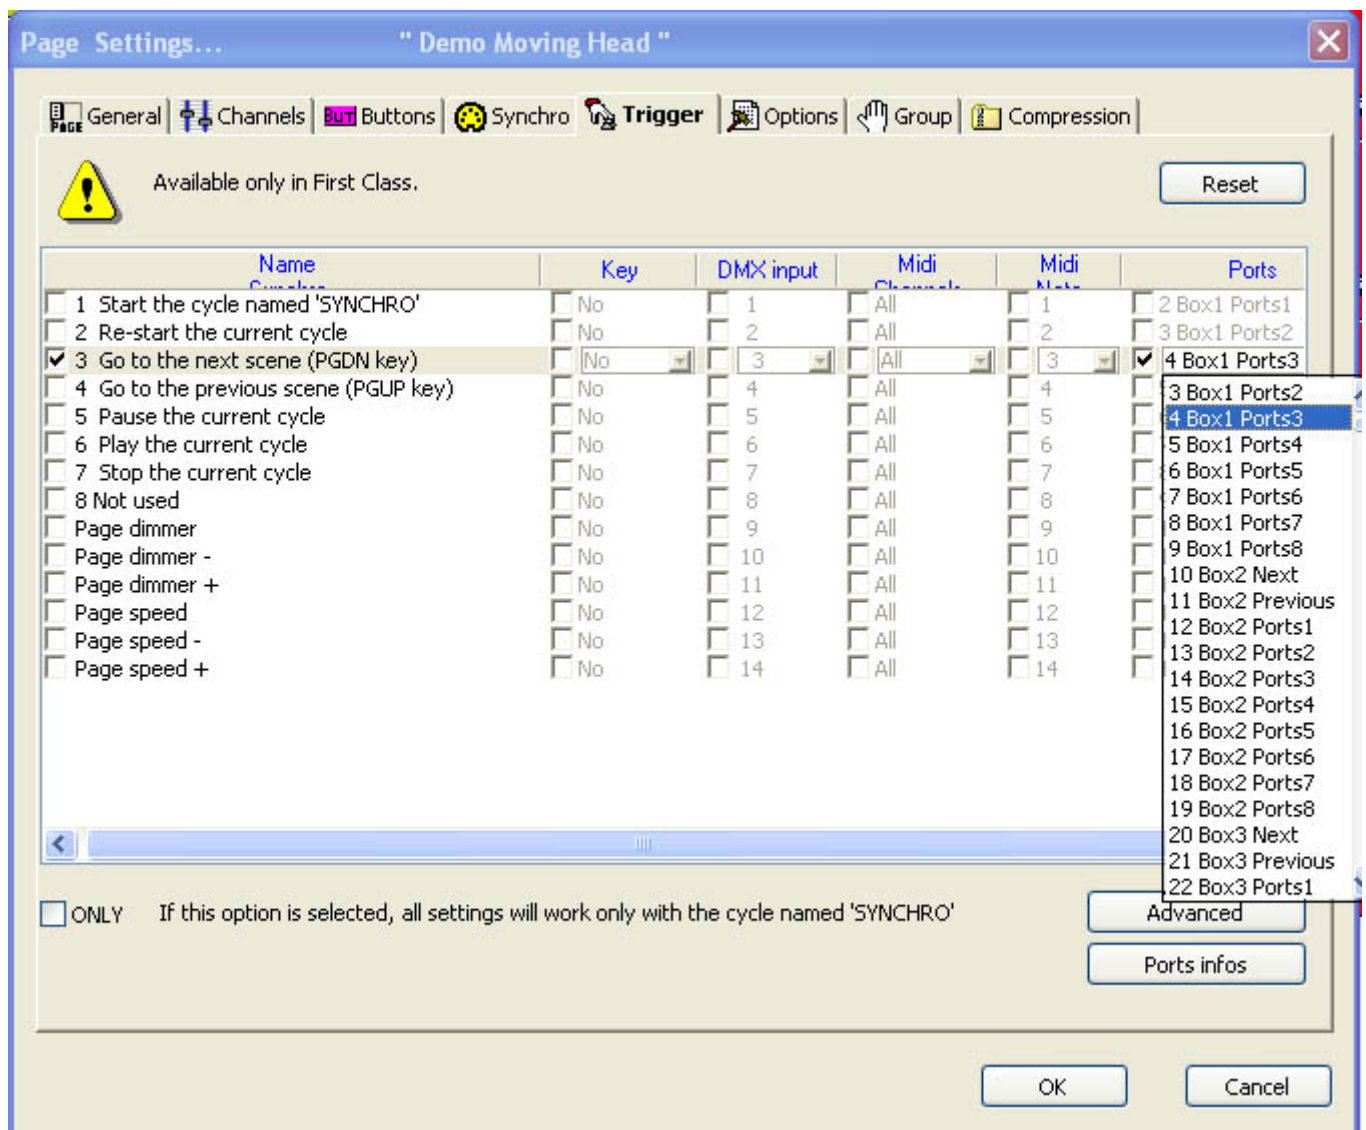 Page Settings... " Demo Moving Head "
PAGE General Channels BUT Buttons Synchro Trigger Options Group Compression
Available only in First Class.
Reset
Name Key DMX input Midi Midi Ports
1 Start the cycle named 'SYNCHRO' No 1 All 1 2 Box1 Ports1
2 Re-start the current cycle No 2 All 2 3 Box1 Ports2
3 Go to the next scene (PGDN key) No 3 All 3 4 Box1 Ports3
4 Go to the previous scene (PGUP key) No 4 All 4
5 Pause the current cycle No 5 All 5
6 Play the current cycle No 6 All 6
7 Stop the current cycle No 7 All 7
8 Not used No 8 All 8
Page dimmer No 9 All 9
Page dimmer - No 10 All 10
Page dimmer + No 11 All 11
Page speed No 12 All 12
Page speed - No 13 All 13
Page speed + No 14 All 14
3 Box1 Ports2
4 Box1 Ports3
5 Box1 Ports4
6 Box1 Ports5
7 Box1 Ports6
8 Box1 Ports7
9 Box1 Ports8
10 Box2 Next
11 Box2 Previous
12 Box2 Ports1
13 Box2 Ports2
14 Box2 Ports3
15 Box2 Ports4
16 Box2 Ports5
17 Box2 Ports6
18 Box2 Ports7
19 Box2 Ports8
20 Box3 Next
21 Box3 Previous
22 Box3 Ports1
ONLY If this option is selected, all settings will work only with the cycle named 'SYNCHRO'
Advanced
Ports infos
OK Cancel